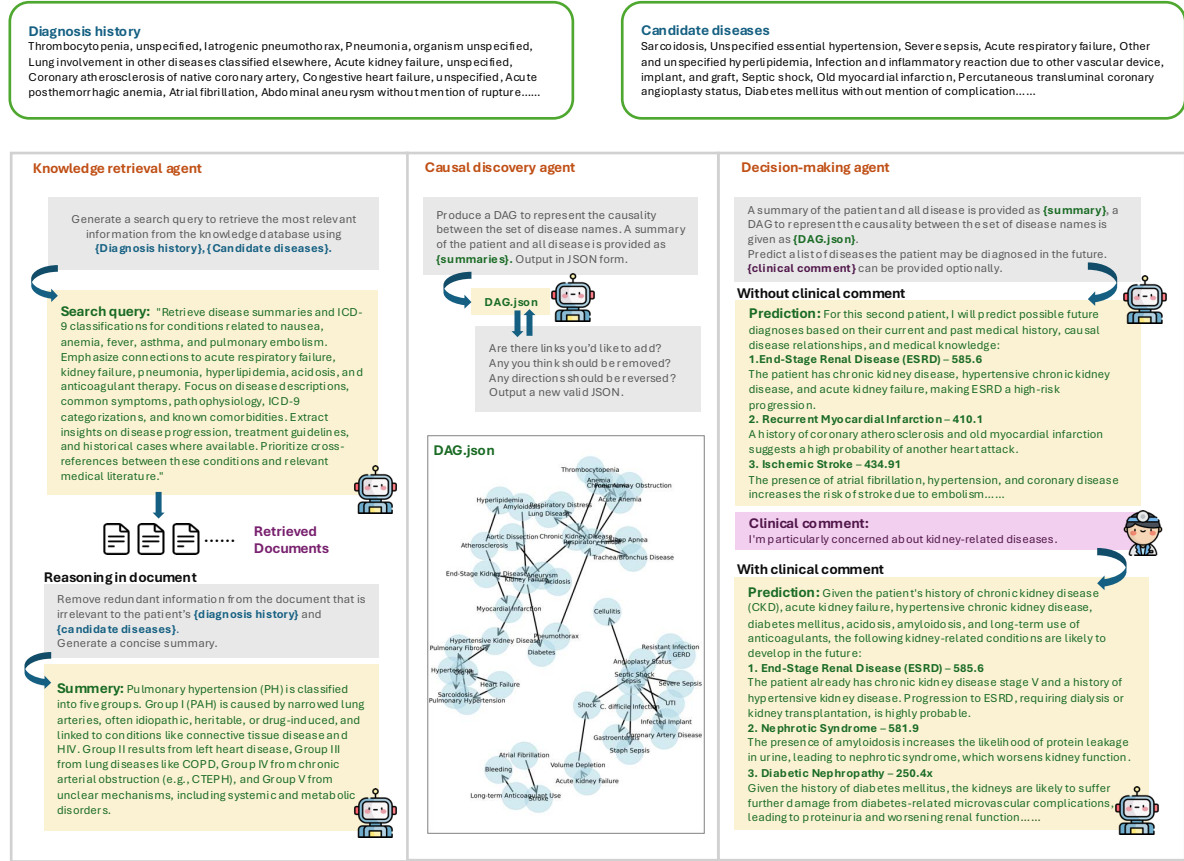 Diagnosis history
Thrombocytopenia, unspecified, Iatrogenic pneumothorax, Pneumonia, organism unspecified,
Lung involvement in other diseases classified elsewhere, Acute kidney failure, unspecified,
Coronary atherosclerosis of native coronary artery, Congestive heart failure, unspecified, Acute
posthemorrhagic anemia, Atrial fibrillation, Abdominal aneurysm without mention of rupture......
Candidate diseases
Sarcoidosis, Unspecified essential hypertension, Severe sepsis, Acute respiratory failure, Other
and unspecified hyperlipidemia, Infection and inflammatory reaction due to other vascular device,
implant, and graft, Septic shock, Old myocardial infarction, Percutaneous transluminal coronary
angioplasty status, Diabetes mellitus without mention of complication......
Knowledge retrieval agent
Generate a search query to retrieve the most relevant
information from the knowledge database using
{Diagnosis history}, {Candidate diseases}.
Search query: "Retrieve disease summaries and ICD-
9 classifications for conditions related to nausea,
anemia, fever, asthma, and pulmonary embolism.
Emphasize connections to acute respiratory failure,
kidney failure, pneumonia, hyperlipidemia, acidosis, and
anticoagulant therapy. Focus on disease descriptions,
common symptoms, pathophysiology, ICD-9
categorizations, and known comorbidities. Extract
insights on disease progression, treatment guidelines,
and historical cases where available. Prioritize cross-
references between these conditions and relevant
medical literature."
......
Retrieved
Documents
Reasoning in document
Remove redundant information from the document that is
irrelevant to the patient's {diagnosis history} and
{candidate diseases}.
Generate a concise summary.
Summery: Pulmonary hypertension (PH) is classified
into five groups. Group I (PAH) is caused by narrowed lung
arteries, often idiopathic, heritable, or drug-induced, and
linked to conditions like connective tissue disease and
HIV. Group II results from left heart disease, Group III
from lung diseases like COPD, Group IV from chronic
arterial obstruction (e.g., CTEPH), and Group V from
unclear mechanisms, including systemic and metabolic
disorders.
Causal discovery agent
Produce a DAG to represent the causality
between the set of disease names. A summary
of the patient and all disease is provided as
{summaries}. Output in JSON form.
DAG.json
Are there links you'd like to add?
Any you think should be removed?
Any directions should be reversed?
Output a new valid JSON.
DAG.json
Thrombocytopenia
Anemia
Obstruction
Acute Anemia
Hyperlipidemia
Amyloidosis
Respiratory Distress
Lung Disease
Aortic Dissection
Chronic Kidney Disease
Respiratory Failure
Apnea
Atherosclerosis
Trachea/Bronchus Disease
End-Stage Kidney Disease
Aneurysm
Kidney Failure
Acidosis
Myocardial Infarction
Cellulitis
Hypertensive Kidney Disease
Pneumothorax
Pulmonary Fibrosis
Diabetes
Resistant Infection
GERD
Angioplasty Status
Hypertension
Heart Failure
Septic Shock
Sepsis
Severe Sepsis
Sarcoidosis
Pulmonary Hypertension
Shock
C. difficile Infection
UTI
Infected Implant
Gastroenteritis
Coronary Artery Disease
Staph Sepsis
Atrial Fibrillation
Volume Depletion
Bleeding
Acute Kidney Failure
Long-term Anticoagulant Use
Stroke
Decision-making agent
A summary of the patient and all disease is provided as {summary}, a
DAG to represent the causality between the set of disease names is
given as {DAG.json}.
Predict a list of diseases the patient may be diagnosed in the future.
{clinical comment} can be provided optionally.
Without clinical comment
Prediction: For this second patient, I will predict possible future
diagnoses based on their current and past medical history, causal
disease relationships, and medical knowledge:
1.End-Stage Renal Disease (ESRD) – 585.6
The patient has chronic kidney disease, hypertensive chronic kidney
disease, and acute kidney failure, making ESRD a high-risk
progression.
2. Recurrent Myocardial Infarction – 410.1
A history of coronary atherosclerosis and old myocardial infarction
suggests a high probability of another heart attack.
3. Ischemic Stroke – 434.91
The presence of atrial fibrillation, hypertension, and coronary disease
increases the risk of stroke due to embolism......
Clinical comment:
I'm particularly concerned about kidney-related diseases.
With clinical comment
Prediction: Given the patient's history of chronic kidney disease
(CKD), acute kidney failure, hypertensive chronic kidney disease,
diabetes mellitus, acidosis, amyloidosis, and long-term use of
anticoagulants, the following kidney-related conditions are likely to
develop in the future:
1. End-Stage Renal Disease (ESRD) – 585.6
The patient already has chronic kidney disease stage V and a history of
hypertensive kidney disease. Progression to ESRD, requiring dialysis or
kidney transplantation, is highly probable.
2. Nephrotic Syndrome – 581.9
The presence of amyloidosis increases the likelihood of protein leakage
in urine, leading to nephrotic syndrome, which worsens kidney function.
3. Diabetic Nephropathy – 250.4x
Given the history of diabetes mellitus, the kidneys are likely to suffer
further damage from diabetes-related microvascular complications,
leading to proteinuria and worsening renal function......